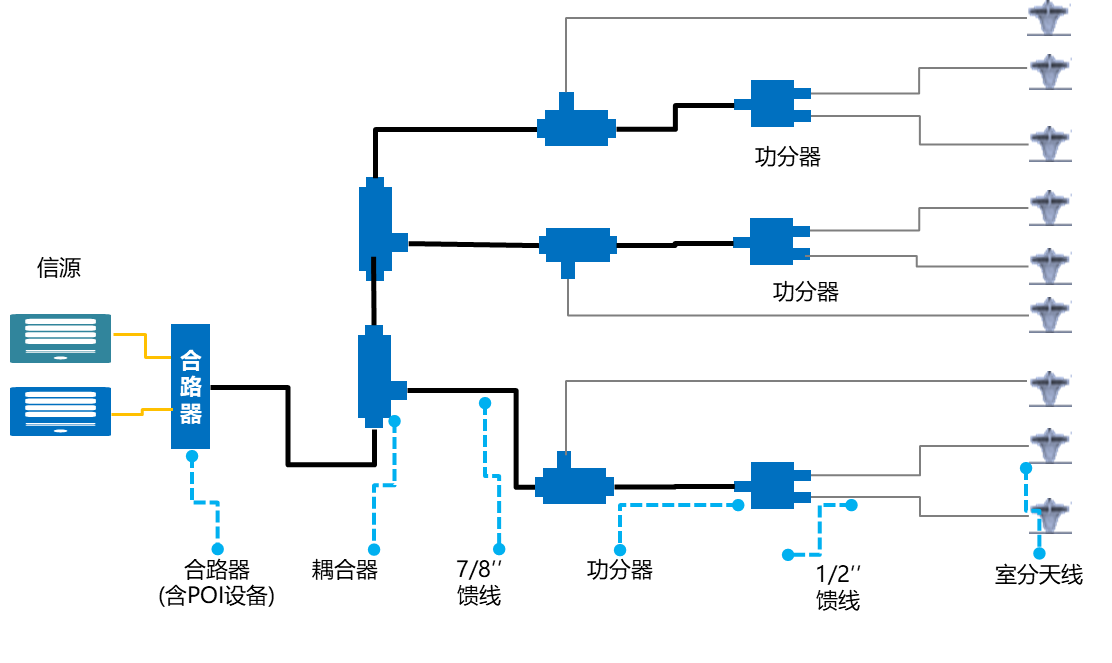 功分器
信源
功分器
合
路
器
合路器
(含POI设备)
耦合器
7/8’’
馈线
功分器
1/2’’
馈线
室分天线